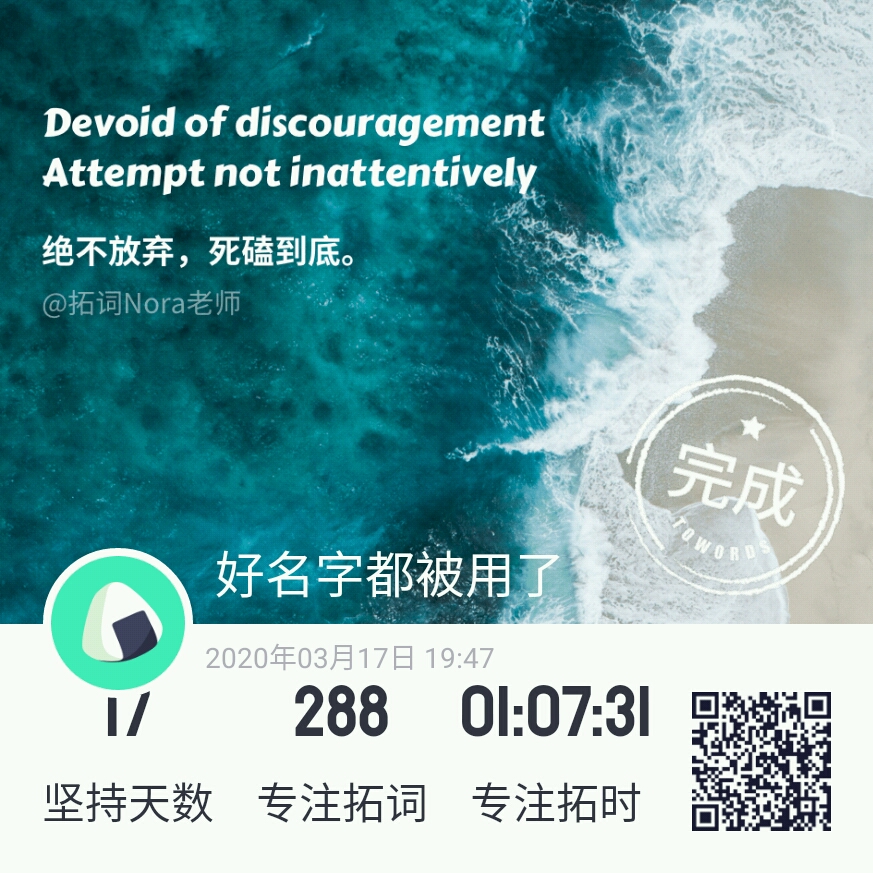 Devoid of discouragement
Attempt not inattentively
绝不放弃，死磕到底。
@拓词Nora老师
完成
TOWORDS
好名字都被用了
2020年03月17日 19:47
17 288 01:07:31
坚持天数 专注拓词 专注拓时